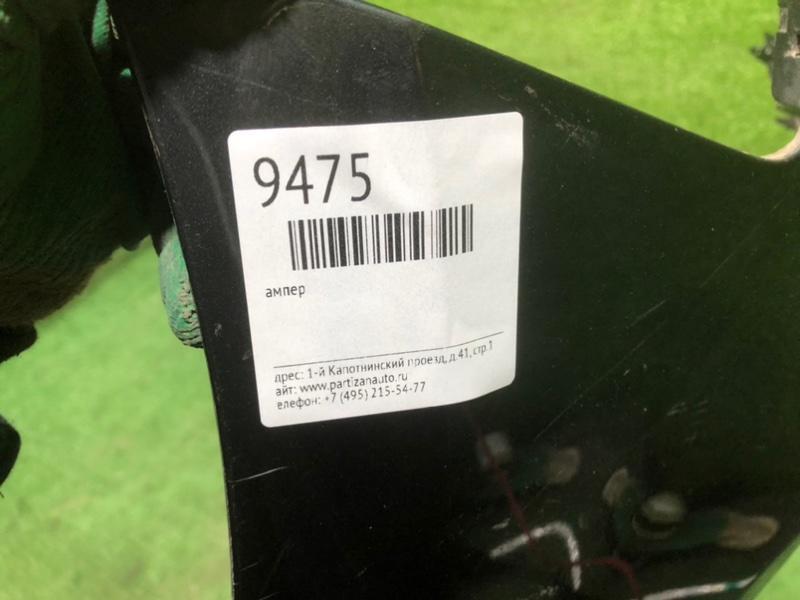 9475
ампер
дрес: 1-й Капотнинский проезд, д.41, стр.1
айт: www.partizanauto.ru
елефон: +7 (495) 215-54-77